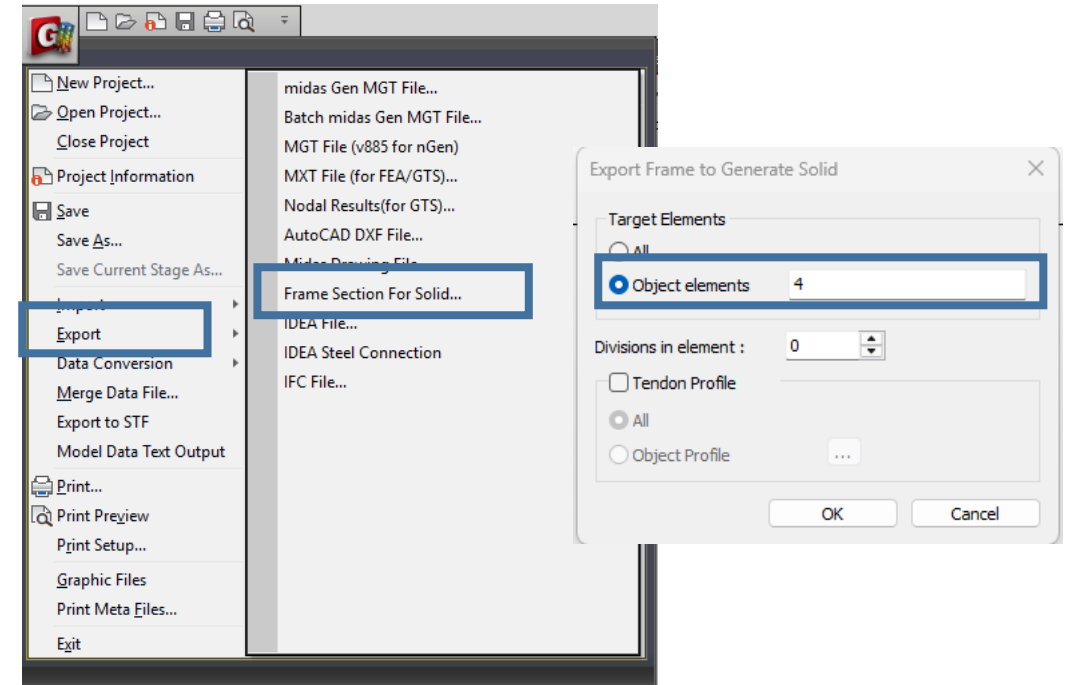 New Project...
Open Project...
Close Project
Project Information
Save
Save As...
Save Current Stage As...
Import
Export
Data Conversion
Merge Data File...
Export to STF
Model Data Text Output
Print...
Print Preview
Print Setup...
Graphic Files
Print Meta Files...
Exit
midas Gen MGT File...
Batch midas Gen MGT File...
MGT File (v885 for nGen)
MXT File (for FEA/GTS)...
Nodal Results(for GTS)...
AutoCAD DXF File...
Midas Drawing File...
Frame Section For Solid...
IDEA File...
IDEA Steel Connection
IFC File...
Export Frame to Generate Solid
Target Elements
All
Object elements 4
Divisions in element : 0
Tendon Profile
All
Object Profile ...
OK Cancel